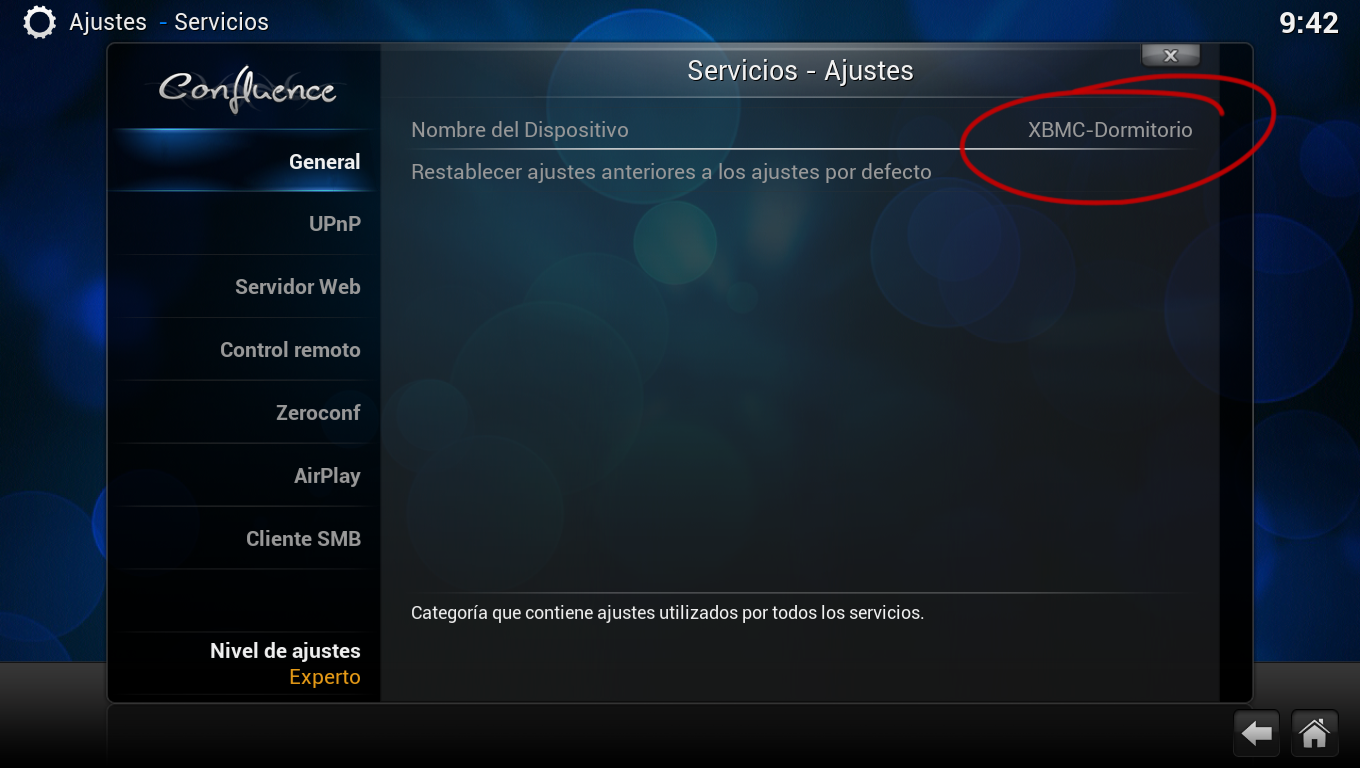 Ajustes - Servicios
9:42
Confluence
Servicios - Ajustes
x
Nombre del Dispositivo XBMC-Dormitorio
Restablecer ajustes anteriores a los ajustes por defecto
General
UPnP
Servidor Web
Control remoto
Zeroconf
AirPlay
Cliente SMB
Categoría que contiene ajustes utilizados por todos los servicios.
Nivel de ajustes
Experto